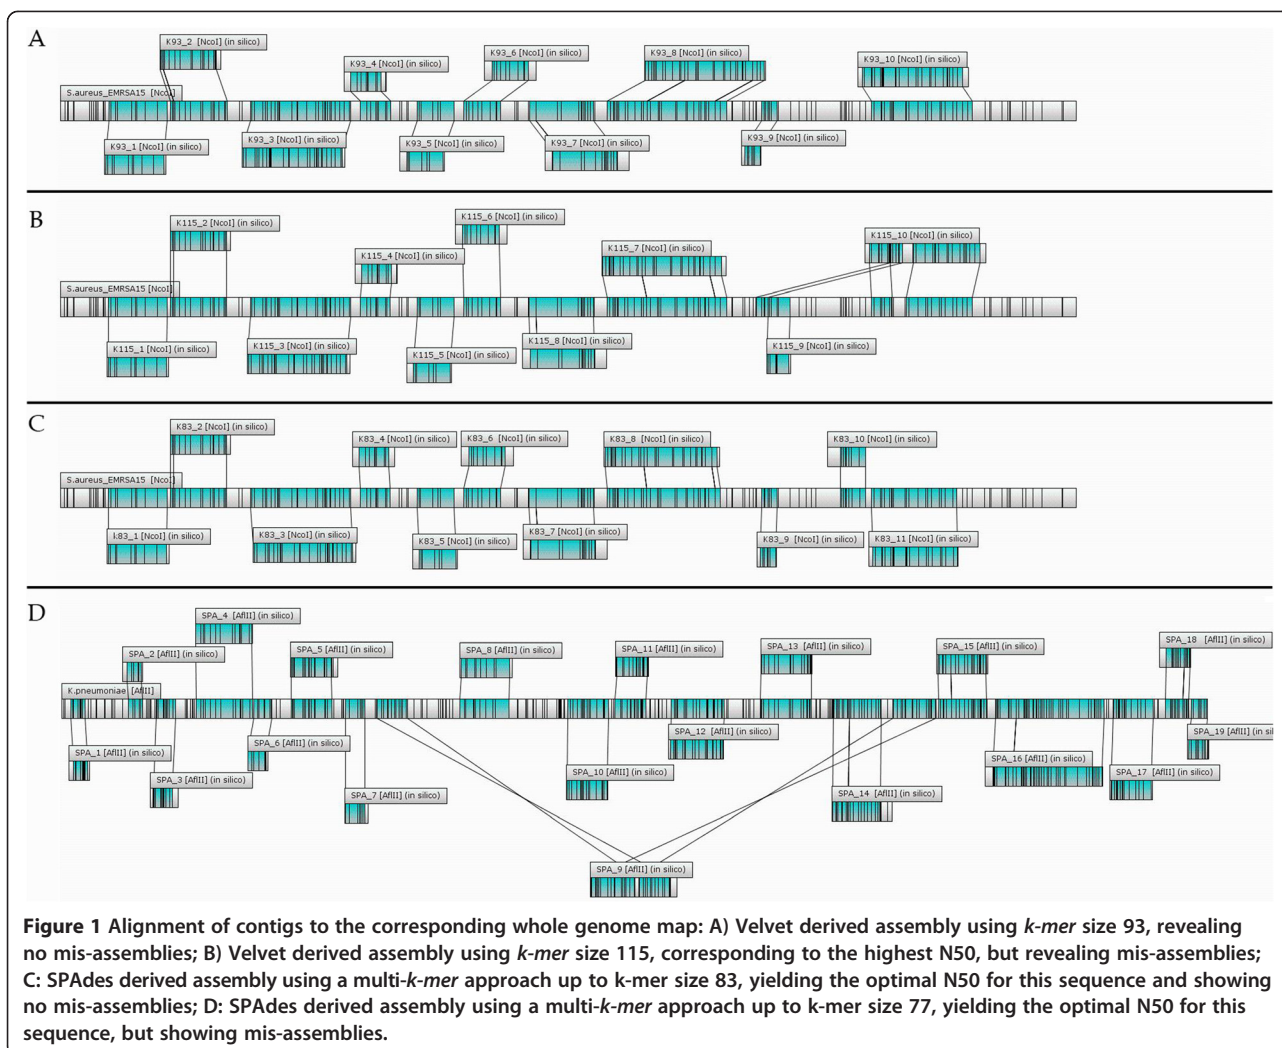 A
K93_2 [NcoI] (in silico)
K93_4 [NcoI] (in silico)
K93_6 [NcoI] (in silico)
K93_8 [NcoI] (in silico)
K93_10 [NcoI] (in silico)
S.aureus_EMRSA15 [NcoI]
K93_1 [NcoI] (in silico)
K93_3 [NcoI] (in silico)
K93_5 [NcoI] (in silico)
K93_7 [NcoI] (in silico)
K93_9 [NcoI] (in silico)
B
K115_2 [NcoI] (in silico)
K115_4 [NcoI] (in silico)
K115_6 [NcoI] (in silico)
K115_7 [NcoI] (in silico)
K115_10 [NcoI] (in silico)
S.aureus_EMRSA15 [NcoI]
K115_1 [NcoI] (in silico)
K115_3 [NcoI] (in silico)
K115_5 [NcoI] (in silico)
K115_8 [NcoI] (in silico)
K115_9 [NcoI] (in silico)
C
K83_2 [NcoI] (in silico)
K83_4 [NcoI] (in silico)
K83_6 [NcoI] (in silico)
K83_8 [NcoI] (in silico)
K83_10 [NcoI] (in silico)
S.aureus_EMRSA15 [NcoI]
K83_1 [NcoI] (in silico)
K83_3 [NcoI] (in silico)
K83_5 [NcoI] (in silico)
K83_7 [NcoI] (in silico)
K83_9 [NcoI] (in silico)
K83_11 [NcoI] (in silico)
D
SPA_4 [AflII] (in silico)
SPA_2 [AflII] (in silico)
SPA_5 [AflII] (in silico)
SPA_8 [AflII] (in silico)
SPA_11 [AflII] (in silico)
SPA_13 [AflII] (in silico)
SPA_15 [AflII] (in silico)
SPA_18 [AflII] (in silico)
K.pneumoniae [AflII]
SPA_1 [AflII] (in silico)
SPA_3 [AflII] (in silico)
SPA_6 [AflII] (in silico)
SPA_7 [AflII] (in silico)
SPA_10 [AflII] (in silico)
SPA_12 [AflII] (in silico)
SPA_14 [AflII] (in silico)
SPA_16 [AflII] (in silico)
SPA_17 [AflII] (in silico)
SPA_19 [AflII] (in sil
SPA_9 [AflII] (in silico)
Figure 1 Alignment of contigs to the corresponding whole genome map: A) Velvet derived assembly using k-mer size 93, revealing
no mis-assemblies; B) Velvet derived assembly using k-mer size 115, corresponding to the highest N50, but revealing mis-assemblies;
C: SPAdes derived assembly using a multi-k-mer approach up to k-mer size 83, yielding the optimal N50 for this sequence and showing
no mis-assemblies; D: SPAdes derived assembly using a multi-k-mer approach up to k-mer size 77, yielding the optimal N50 for this
sequence, but showing mis-assemblies.